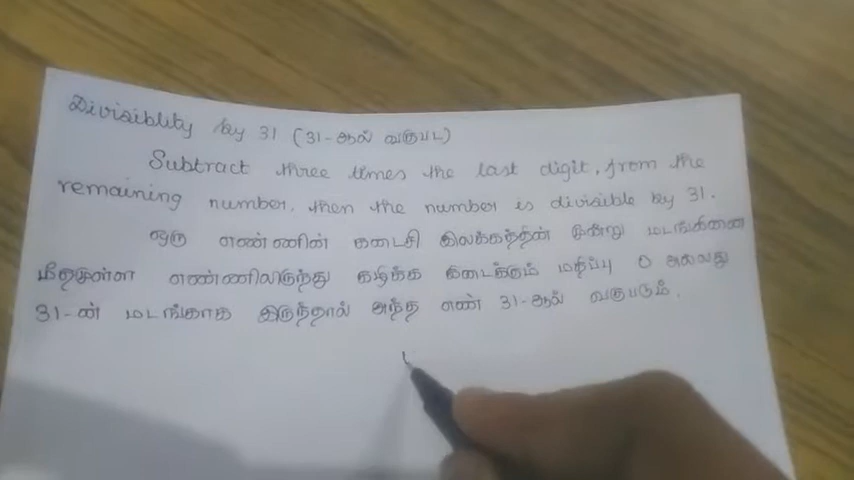 Divisiblity by 31 (31-ஆல் வகுபட)
Subtract three times the last digit, from the
remaining number, then the number is divisible by 31.
ஒரு எண்ணின் கடைசி இலக்கத்தின் மூன்று மடங்கினை
மீதமுள்ள எண்ணிலிருந்து கழிக்க கிடைக்கும் மதிப்பு 0 அல்லது
31-ன் மடங்காக இருந்தால் அந்த எண் 31-ஆல் வகுபடும்.